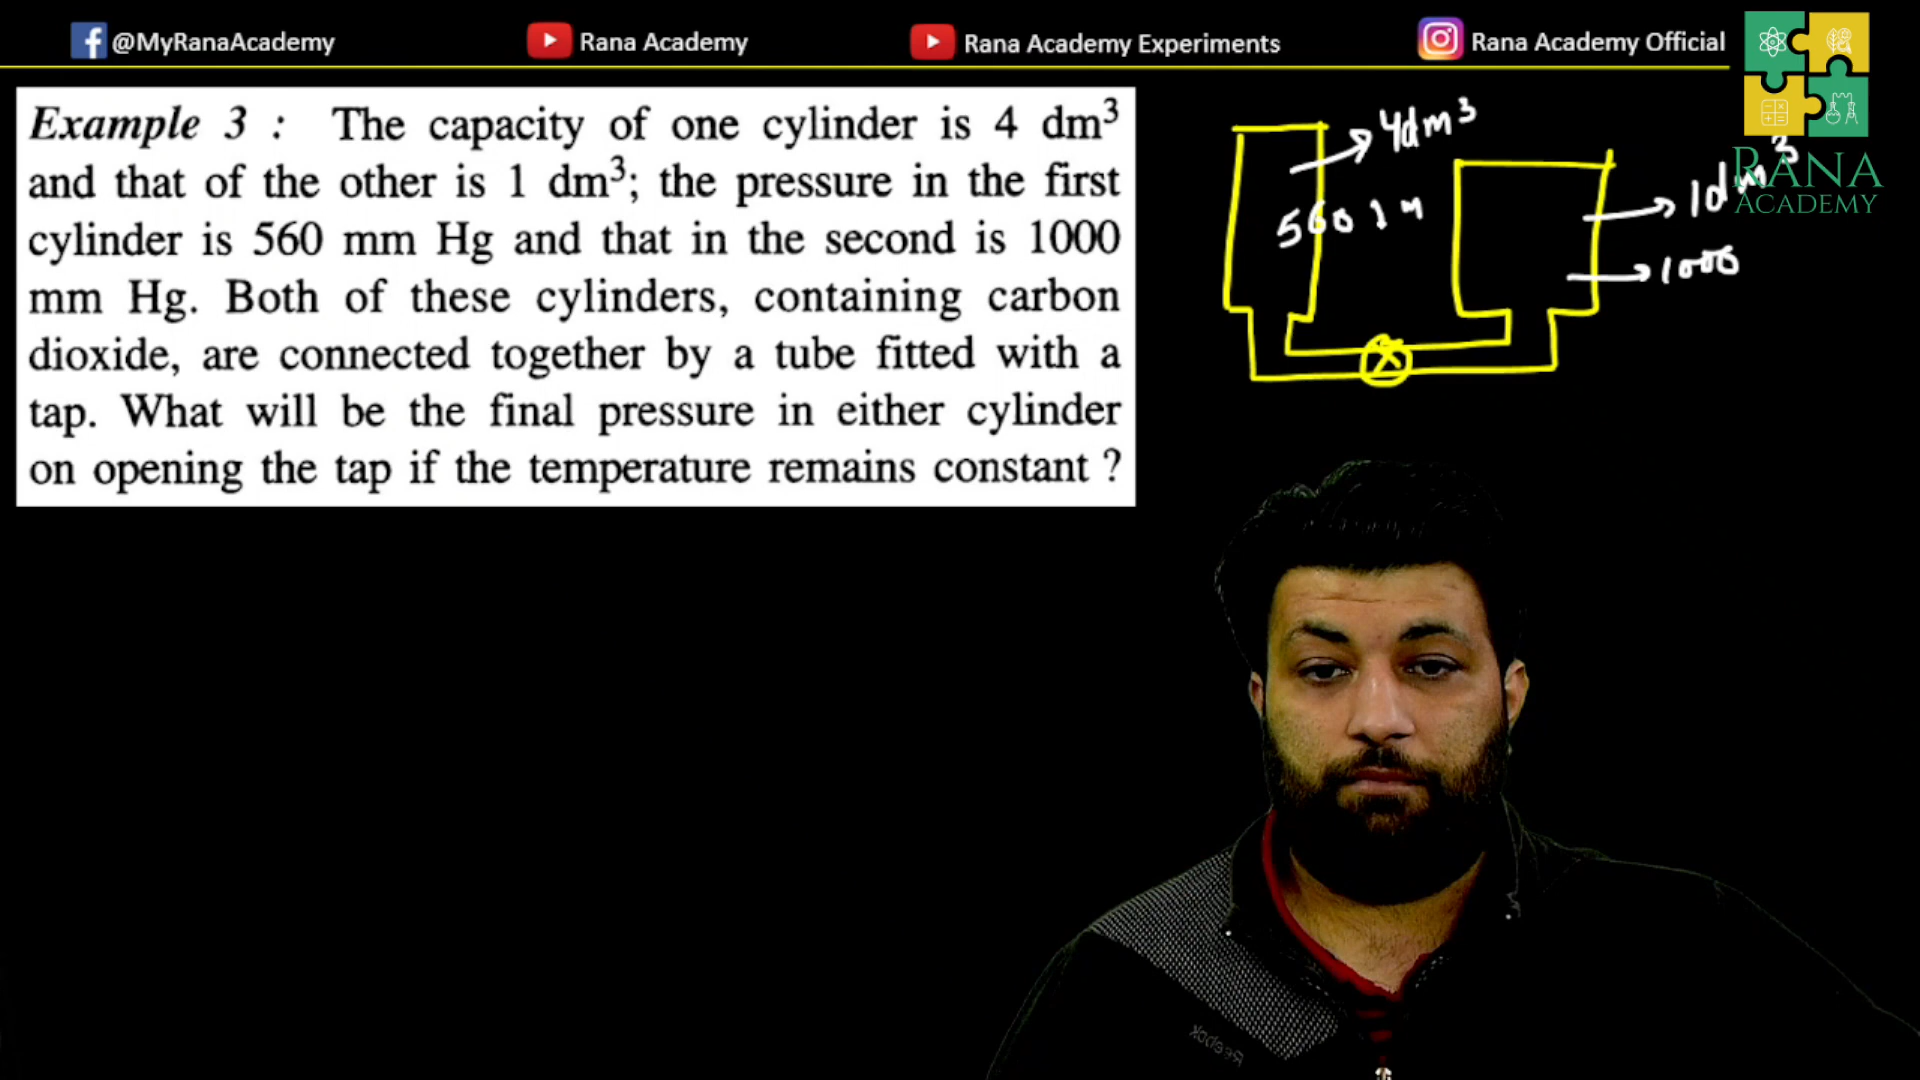 @MyRanaAcademy
Rana Academy
Rana Academy Experiments
Rana Academy Official
RANA
ACADEMY
Example 3 : The capacity of one cylinder is 4 dm³
and that of the other is 1 dm³; the pressure in the first
cylinder is 560 mm Hg and that in the second is 1000
mm Hg. Both of these cylinders, containing carbon
dioxide, are connected together by a tube fitted with a
tap. What will be the final pressure in either cylinder
on opening the tap if the temperature remains constant ?
4dm³
560
1dm³
1000
Reebok